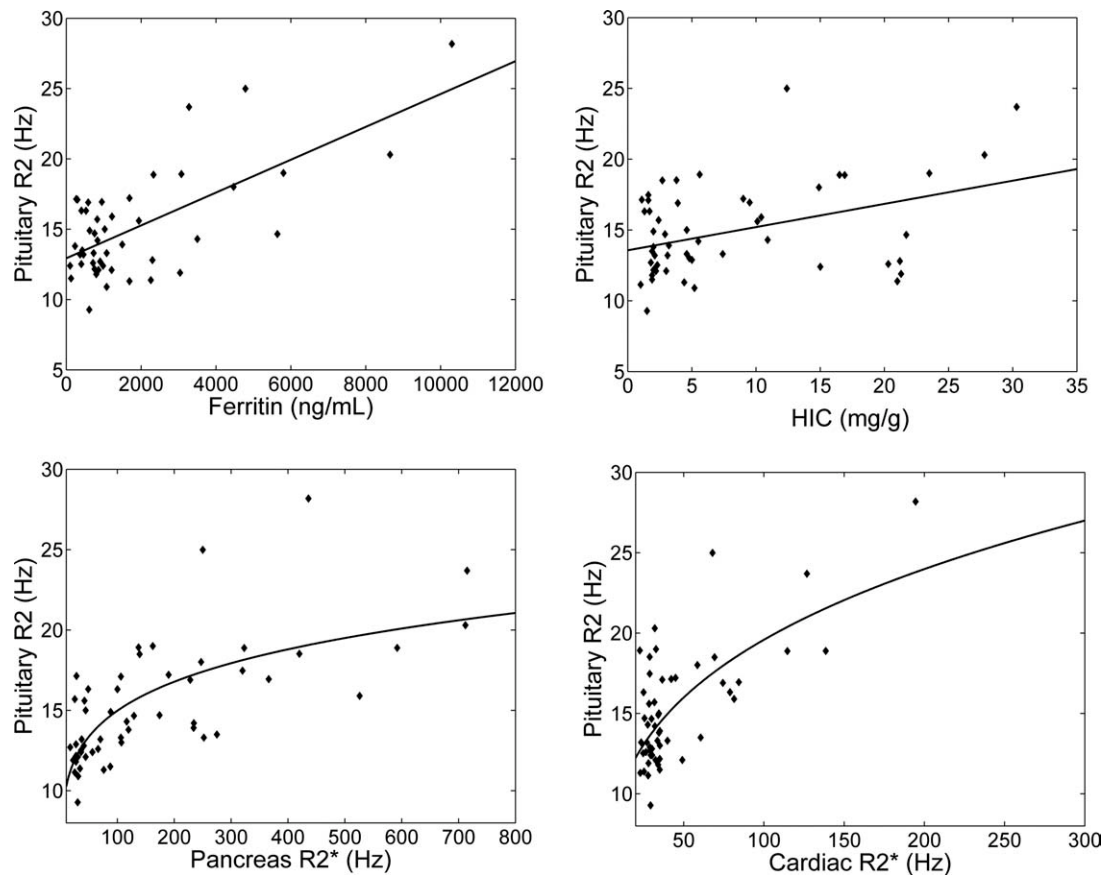 30
25
20
15
10
5
Pituitary R2 (Hz)
0 2000 4000 6000 8000 10000 12000
Ferritin (ng/mL)
30
25
20
15
10
5
Pituitary R2 (Hz)
0 5 10 15 20 25 30 35
HIC (mg/g)
30
25
20
15
10
Pituitary R2 (Hz)
100 200 300 400 500 600 700 800
Pancreas R2* (Hz)
30
25
20
15
10
Pituitary R2 (Hz)
50 100 150 200 250 300
Cardiac R2* (Hz)